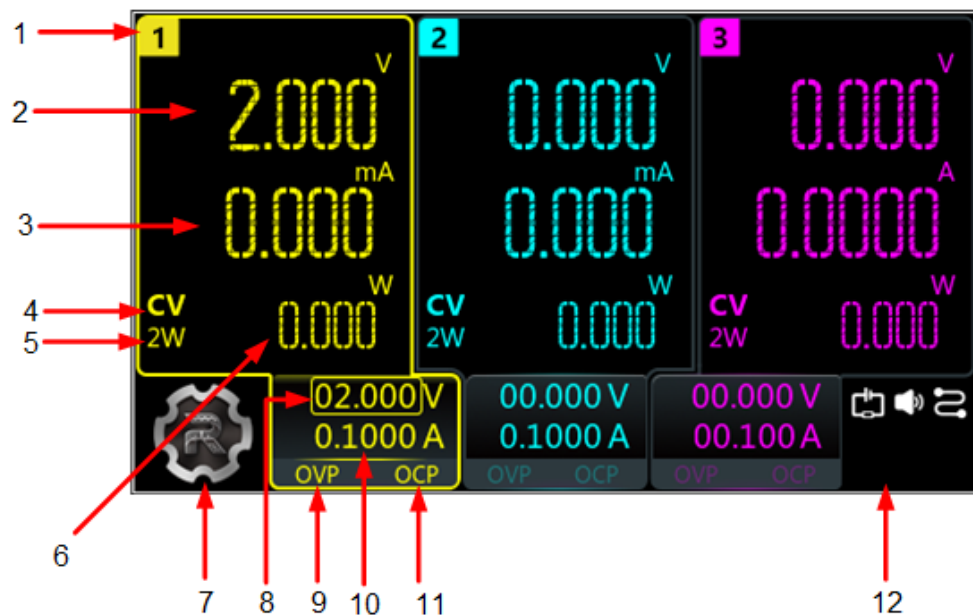 1 1 2 3
V V V
2 2.000 0.000 0.000
mA mA A
3 0.000 0.000 0.0000
W W W
4 CV CV CV
5 2W 0.000 2W 0.000 2W 0.000
8 02.000 V 00.000 V 00.000 V
0.1000 A 0.1000 A 00.100 A
R OVP OCP OVP OCP OVP OCP
6 7 8 9 10 11 12